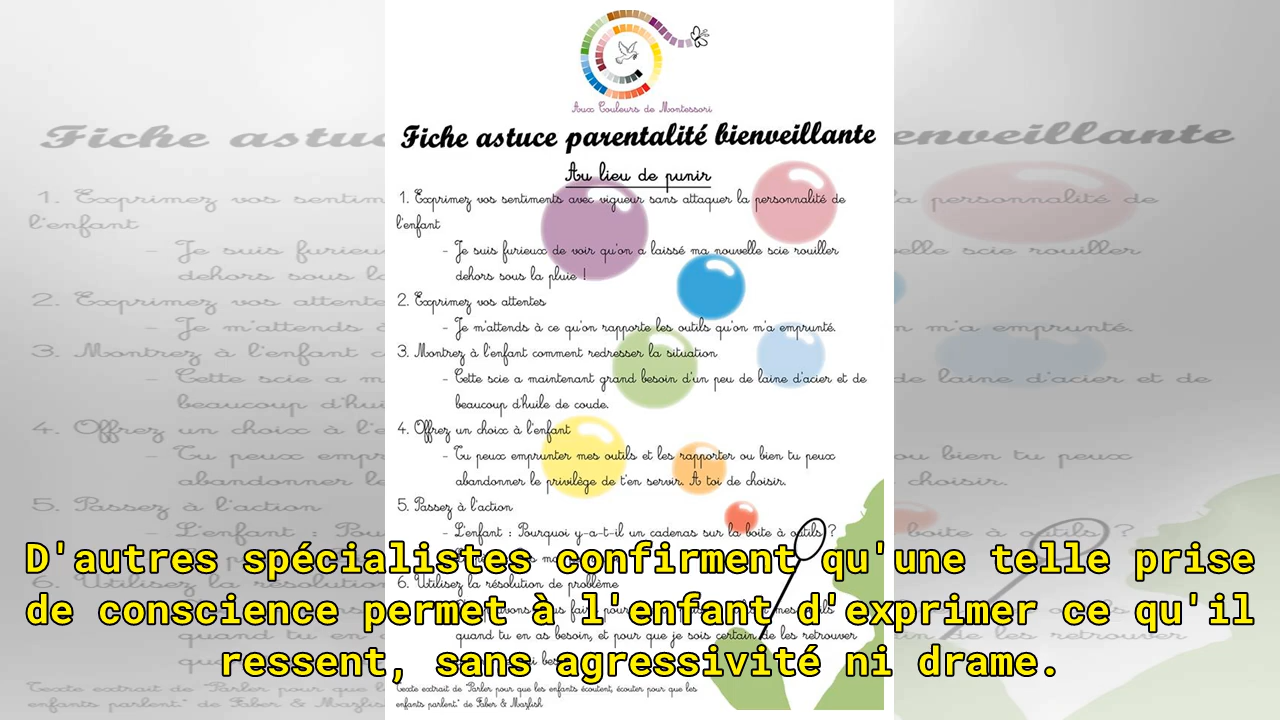 Aux Couleurs de Montessori
Fiche astuce parentalité bienveillante
Au lieu de punir
1. Exprimez vos sentiments avec vigueur sans attaquer la personnalité de
l'enfant
- Je suis furieux de voir qu'on a laissé ma nouvelle scie rouiller
dehors sous la pluie !
2. Exprimez vos attentes
- Je m'attends à ce qu'on rapporte les outils qu'on m'a emprunté.
3. Montrez à l'enfant comment redresser la situation
- Cette scie a maintenant grand besoin d'un peu de laine d'acier et de
beaucoup d'huile de coude.
4. Offrez un choix à l'enfant
- Tu peux emprunter mes outils et les rapporter ou bien tu peux
abandonner le privilège de t'en servir. A toi de choisir.
5. Passez à l'action
- L'enfant : Pourquoi y-a-t-il un cadenas sur la boite à outils ?
6. Utilisez la résolution de problème
quand tu en as besoin, et pour que je sois certain de les retrouver
D'autres spécialistes confirment qu'une telle prise
de conscience permet à l'enfant d'exprimer ce qu'il
ressent, sans agressivité ni drame.
Texte extrait de "Parler pour que les enfants écoutent, écouter pour que les
enfants parlent." de Faber & Mazlish